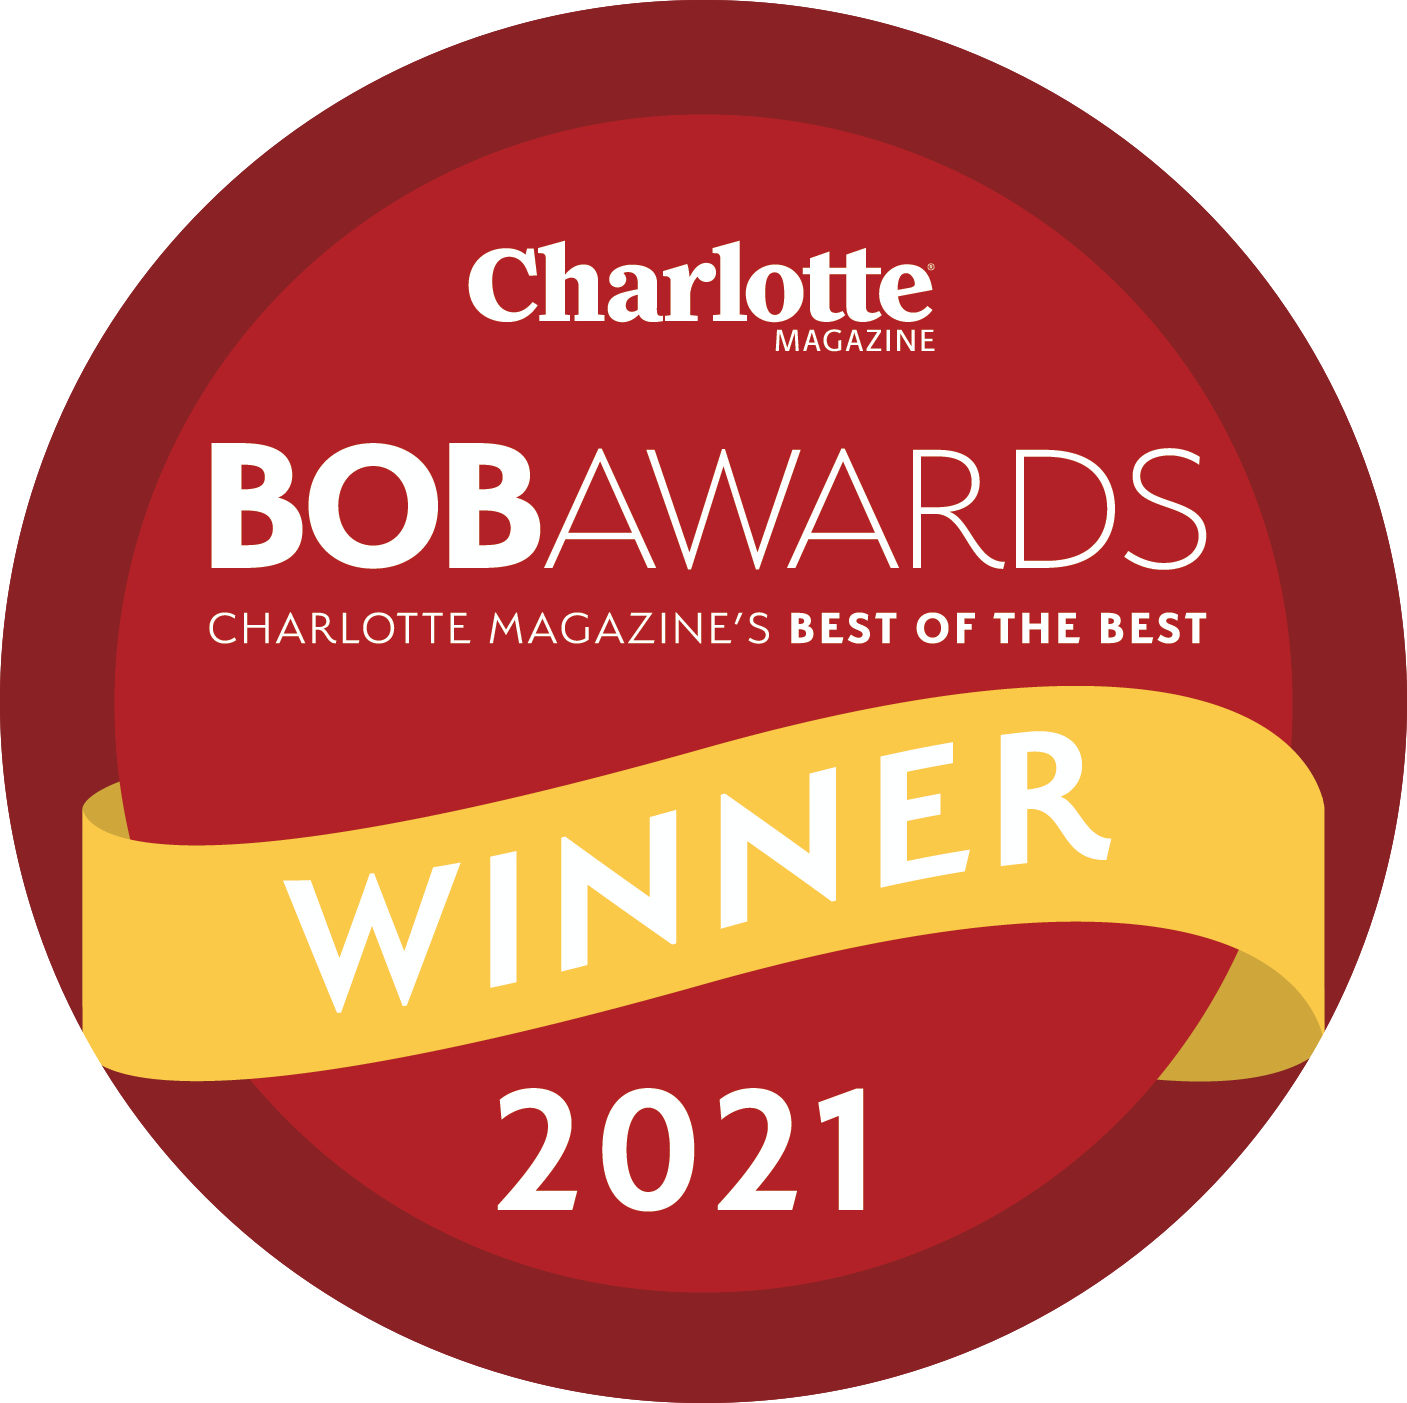 Charlotte®
MAGAZINE
BOBAWARDS
CHARLOTTE MAGAZINE’S BEST OF THE BEST
WINNER
2021